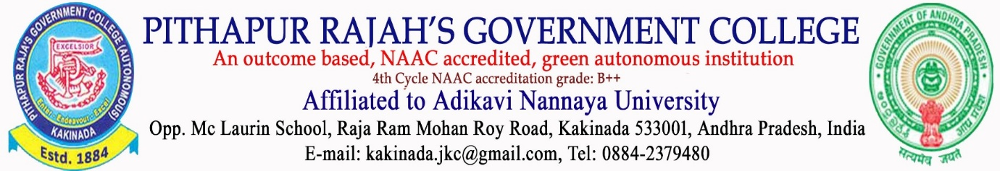 PITHAPUR RAJA'S GOVERNMENT COLLEGE (AUTONOMOUS)
EXCELSIOR
Enter - Endeavour - Excel
KAKINADA
Estd. 1884
PITHAPUR RAJAH'S GOVERNMENT COLLEGE
An outcome based, NAAC accredited, green autonomous institution
4th Cycle NAAC accreditation grade: B++
Affiliated to Adikavi Nannaya University
Opp. Mc Laurin School, Raja Ram Mohan Roy Road, Kakinada 533001, Andhra Pradesh, India
E-mail: kakinada.jkc@gmail.com, Tel: 0884-2379480
GOVERNMENT OF ANDHRA PRADESH
आन्ध्र प्रदेश
सत्यमेव जयते